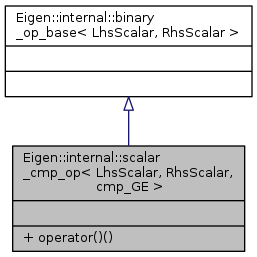 Eigen::internal::binary
_op_base< LhsScalar, RhsScalar >
Eigen::internal::scalar
_cmp_op< LhsScalar, RhsScalar,
cmp_GE >
+ operator()()